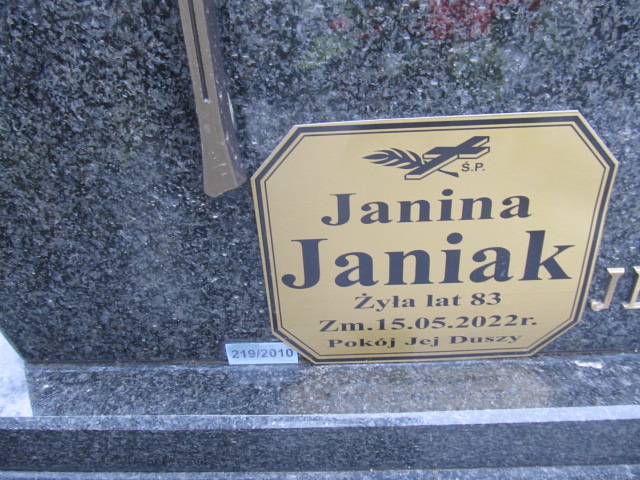 Ś.P.
Janina
Janiak
Żyła lat 83
Zm.15.05.2022r.
Pokój Jej Duszy
219/2010